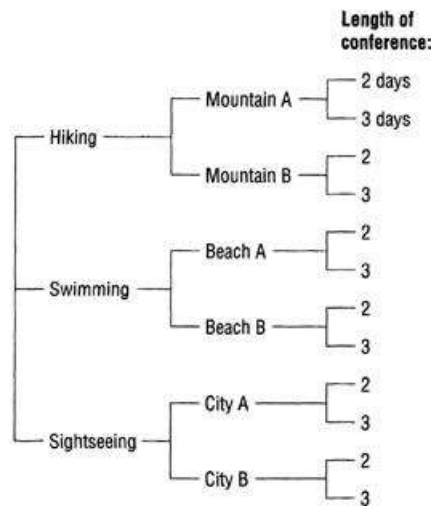 Length of
conference:
2 days
Mountain A
3 days
Hiking
2
Mountain B
3
2
Beach A
3
Swimming
2
Beach B
3
2
City A
3
Sightseeing
2
City B
3